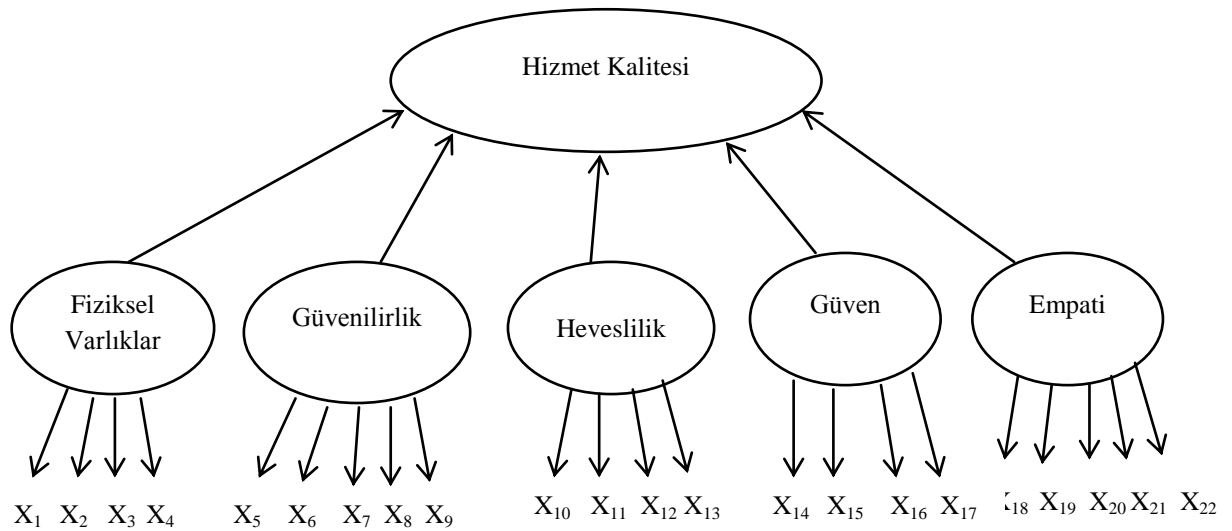 Hizmet Kalitesi
Fiziksel
Varlıklar
Güvenilirlik
Heveslilik
Güven
Empati
X₁ X₂ X₃ X₄ X₅ X₆ X₇ X₈ X₉ X₁₀ X₁₁ X₁₂ X₁₃ X₁₄ X₁₅ X₁₆ X₁₇ X₁₈ X₁₉ X₂₀ X₂₁ X₂₂